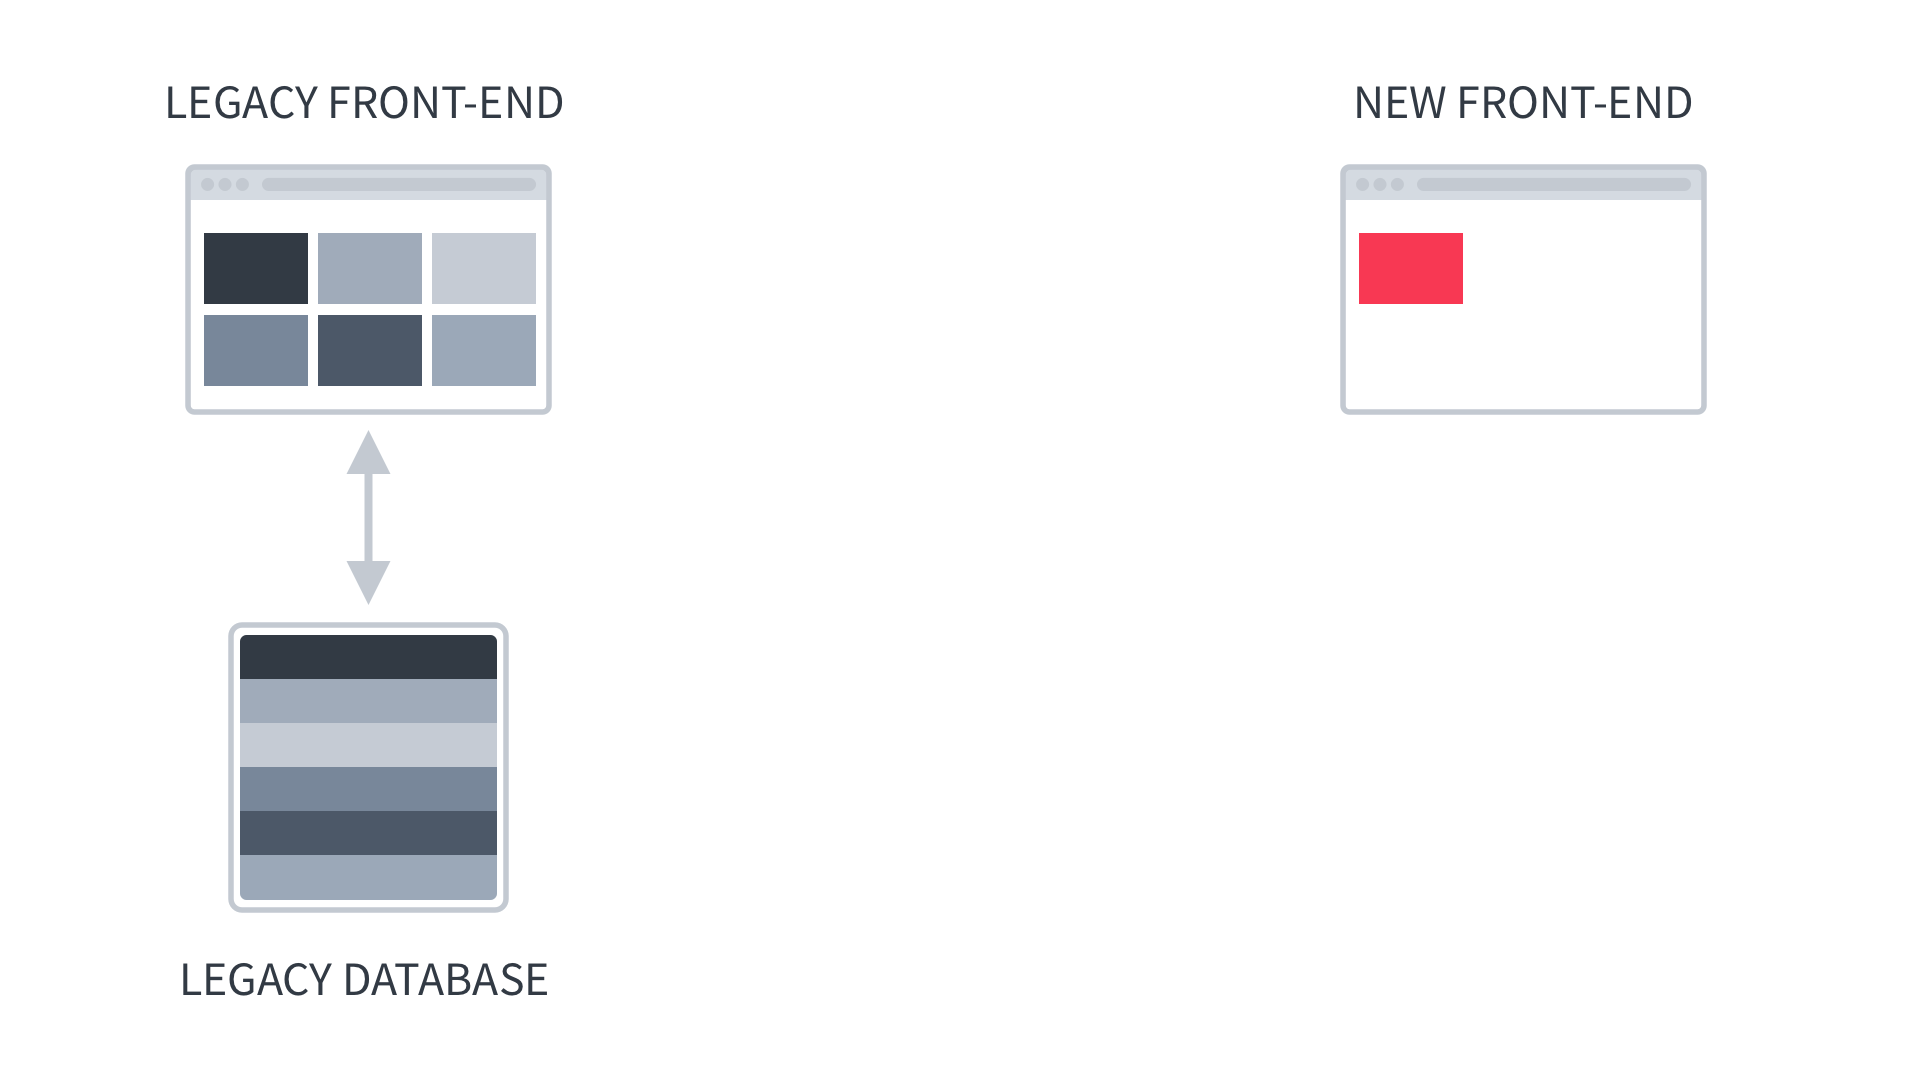 LEGACY FRONT-END
NEW FRONT-END
LEGACY DATABASE